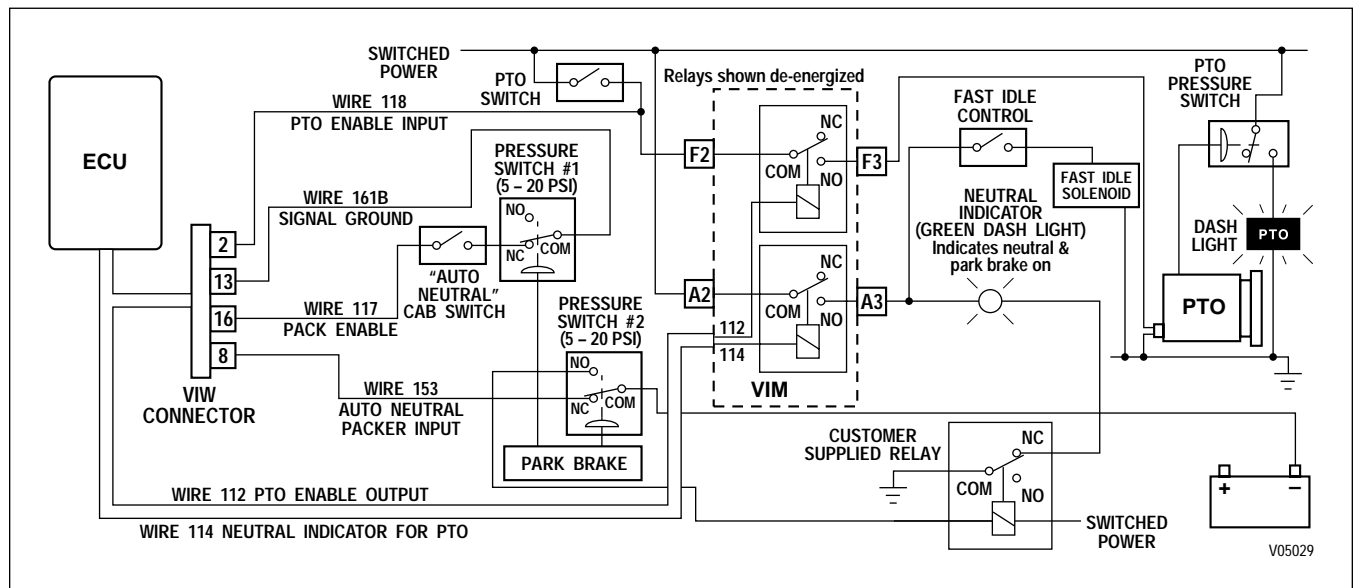 SWITCHED
POWER
PTO
SWITCH
Relays shown de-energized
PTO
PRESSURE
SWITCH
ECU
WIRE 118
PTO ENABLE INPUT
WIRE 161B
SIGNAL GROUND
WIRE 117
PACK ENABLE
WIRE 153
AUTO NEUTRAL
PACKER INPUT
2
13
16
8
VIW
CONNECTOR
"AUTO
NEUTRAL"
CAB SWITCH
PRESSURE
SWITCH #1
(5 – 20 PSI)
NO
NC
COM
PRESSURE
SWITCH #2
(5 – 20 PSI)
NO
NC
COM
PARK BRAKE
F2
NC
COM
NO
F3
A2
NC
COM
NO
A3
112
114
VIM
FAST IDLE
CONTROL
FAST IDLE
SOLENOID
NEUTRAL
INDICATOR
(GREEN DASH LIGHT)
Indicates neutral &
park brake on
DASH
LIGHT
PTO
PTO
CUSTOMER
SUPPLIED RELAY
NC
COM
NO
SWITCHED
POWER
+
–
WIRE 112 PTO ENABLE OUTPUT
WIRE 114 NEUTRAL INDICATOR FOR PTO
V05029